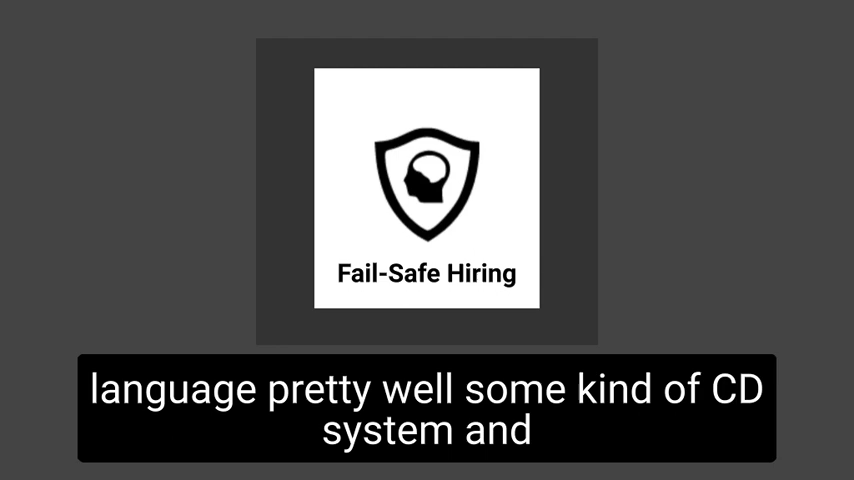 Fail-Safe Hiring
language pretty well some kind of CD
system and